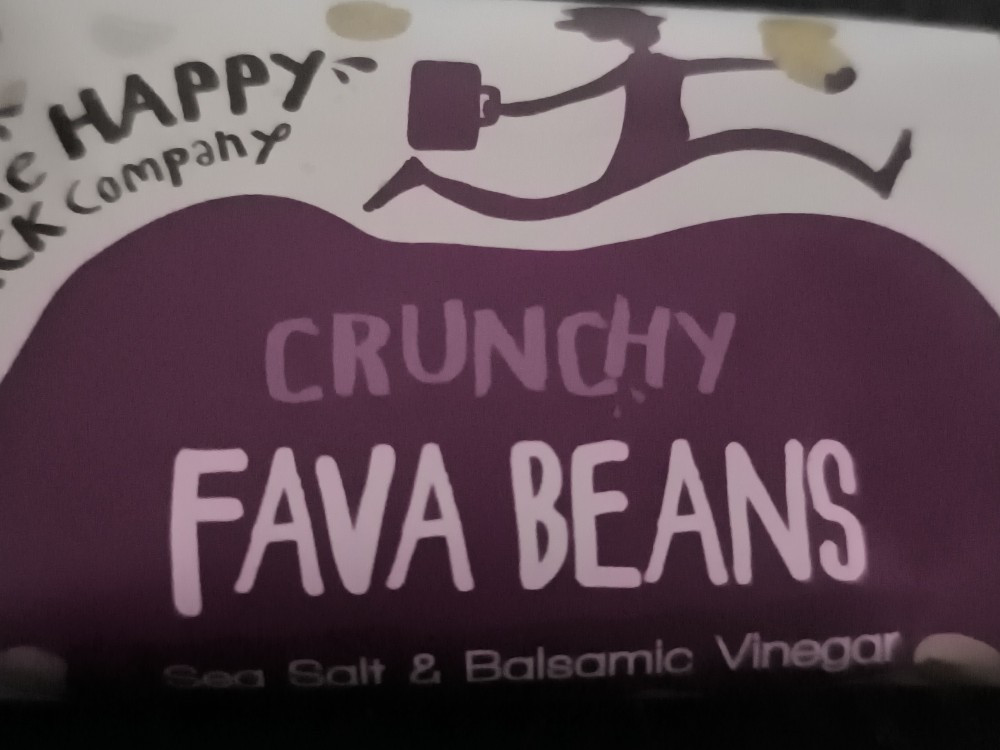 HAPPY
Company
CRUNCHY
FAVA BEANS
Sea Salt & Balsamic Vinegar